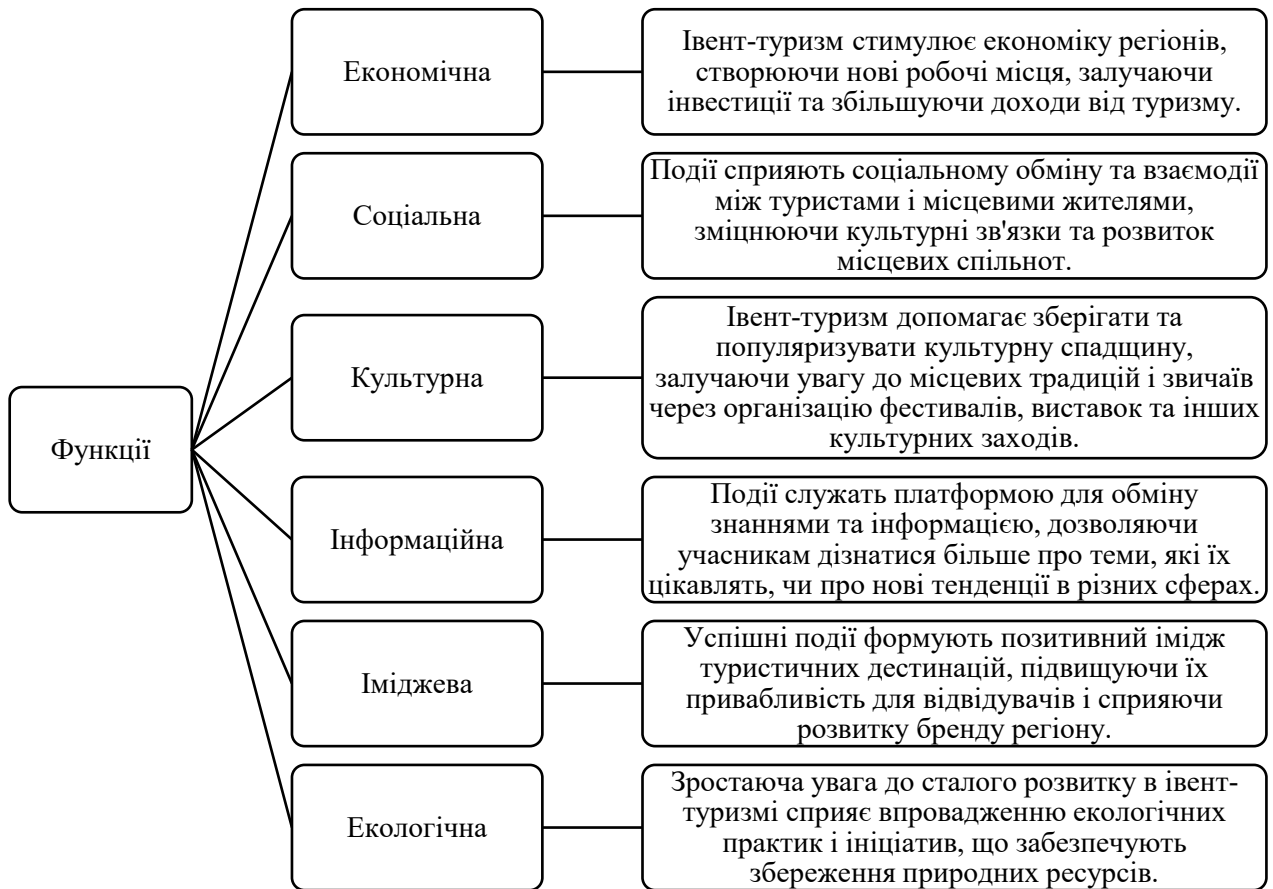 Функції
Економічна
Івент-туризм стимулює економіку регіонів,
створюючи нові робочі місця, залучаючи
інвестиції та збільшуючи доходи від туризму.
Соціальна
Події сприяють соціальному обміну та взаємодії
між туристами і місцевими жителями,
зміцнюючи культурні зв'язки та розвиток
місцевих спільнот.
Культурна
Івент-туризм допомагає зберігати та
популяризувати культурну спадщину,
залучаючи увагу до місцевих традицій і звичаїв
через організацію фестивалів, виставок та інших
культурних заходів.
Інформаційна
Події служать платформою для обміну
знаннями та інформацією, дозволяючи
учасникам дізнатися більше про теми, які їх
цікавлять, чи про нові тенденції в різних сферах.
Іміджева
Успішні події формують позитивний імідж
туристичних дестинацій, підвищуючи їх
привабливість для відвідувачів і сприяючи
розвитку бренду регіону.
Екологічна
Зростаюча увага до сталого розвитку в івент-
туризмі сприяє впровадженню екологічних
практик і ініціатив, що забезпечують
збереження природних ресурсів.